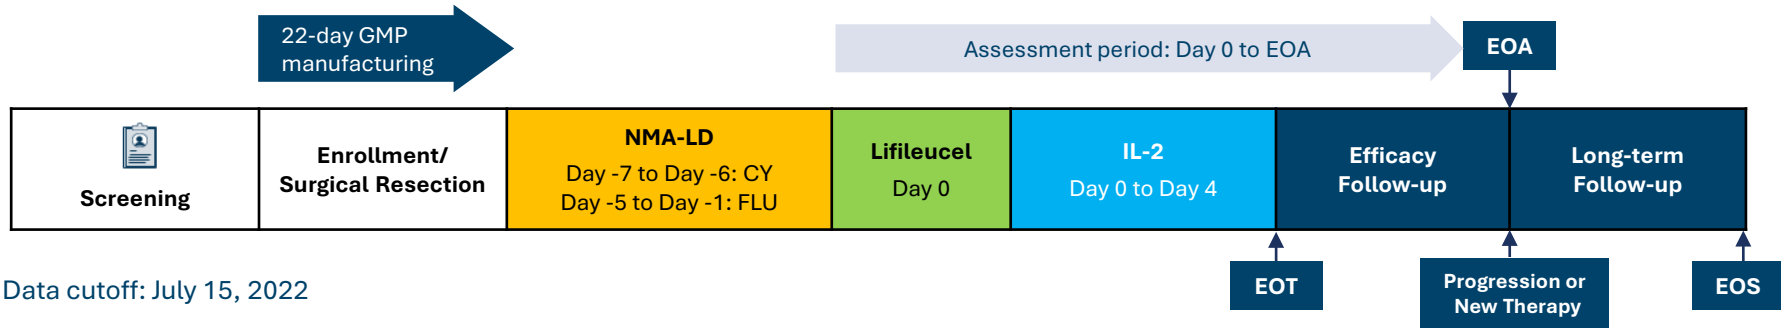 22-day GMP
manufacturing
Assessment period: Day 0 to EOA
EOA
Screening
Enrollment/
Surgical Resection
NMA-LD
Day -7 to Day -6: CY
Day -5 to Day -1: FLU
Lifileucel
Day 0
IL-2
Day 0 to Day 4
Efficacy
Follow-up
Long-term
Follow-up
Data cutoff: July 15, 2022
EOT
Progression or
New Therapy
EOS